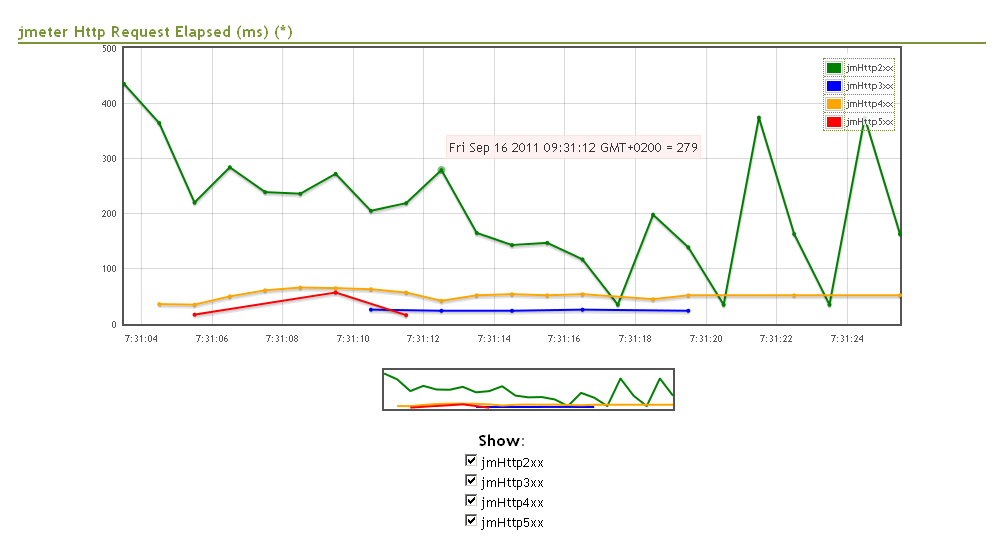 jmeter Http Request Elapsed (ms) (*)
500
400
300
200
100
0
jmHttp2xx
jmHttp3xx
jmHttp4xx
jmHttp5xx
Fri Sep 16 2011 09:31:12 GMT+0200 = 279
7:31:04 7:31:06 7:31:08 7:31:10 7:31:12 7:31:14 7:31:16 7:31:18 7:31:20 7:31:22 7:31:24
Show:
jmHttp2xx
jmHttp3xx
jmHttp4xx
jmHttp5xx